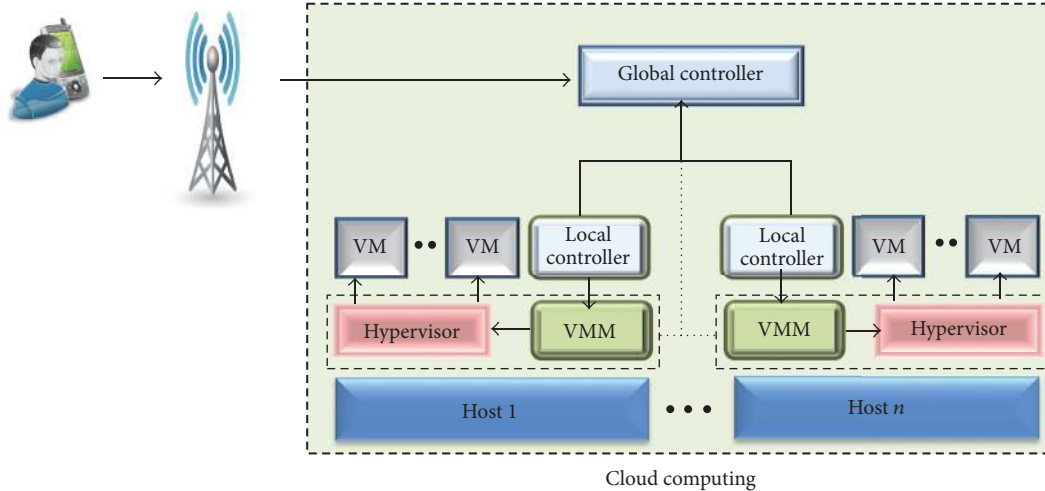 Global controller
VM
VM
Local
controller
Local
controller
VM
VM
Hypervisor
VMM
VMM
Hypervisor
Host 1
Host n
Cloud computing